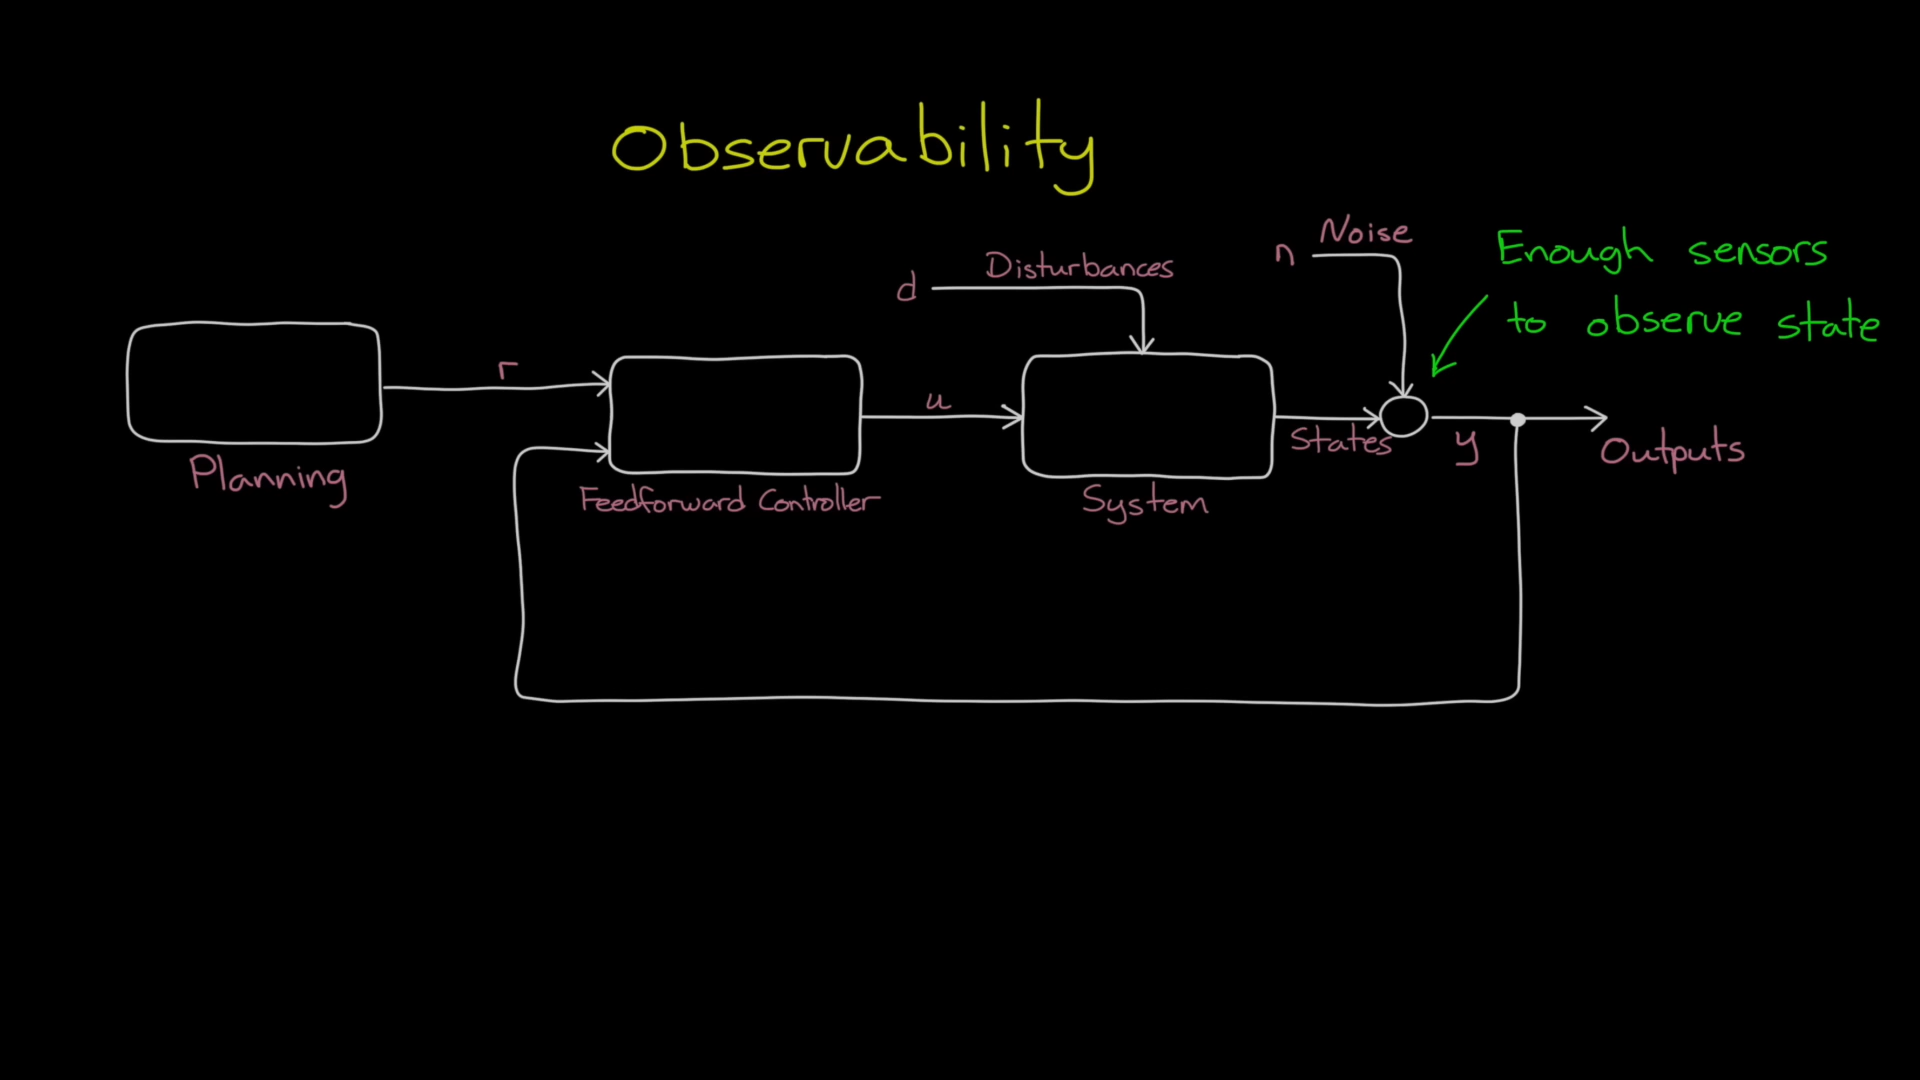 Observability
n Noise
d Disturbances
Enough sensors
to observe state
r
u
States
y
Outputs
Planning
Feedforward Controller
System